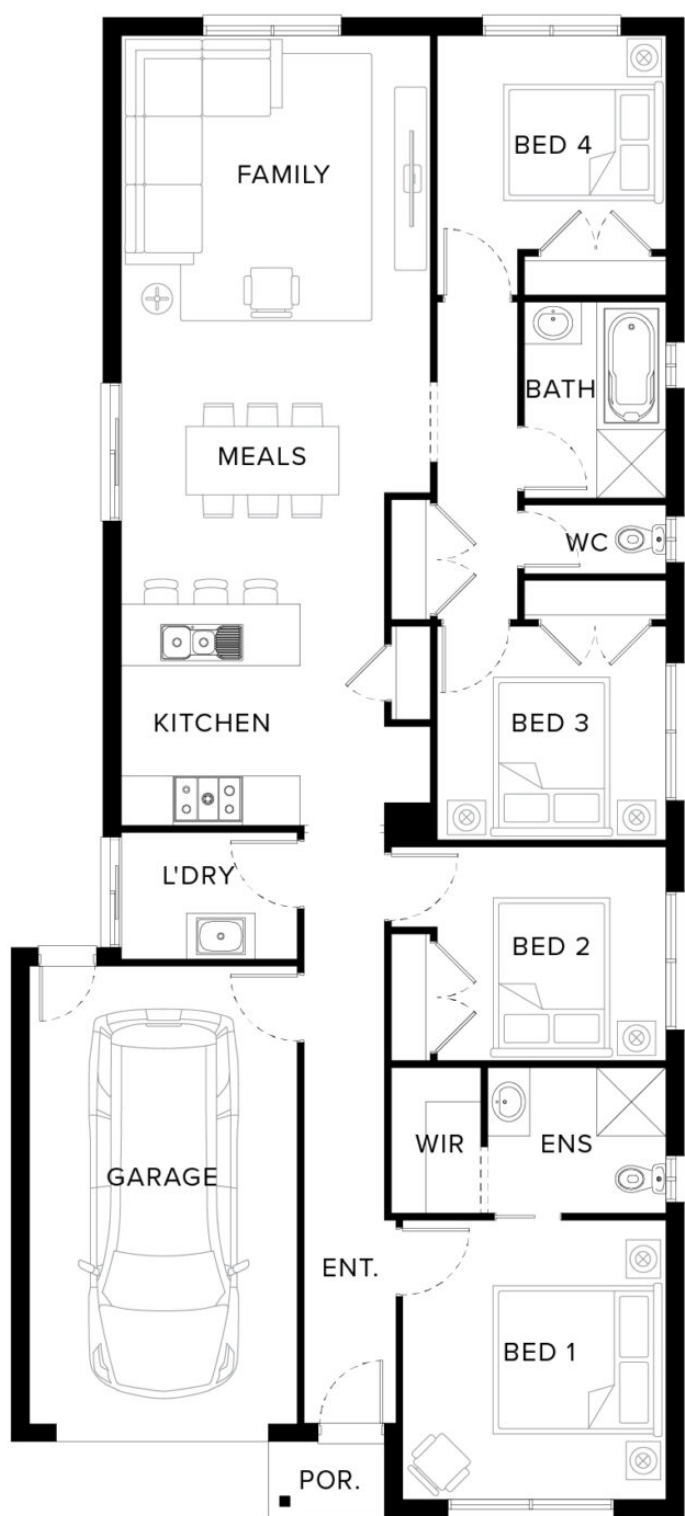 BED 4
FAMILY
BATH
MEALS
WC
KITCHEN
BED 3
L'DRY
BED 2
WIR
ENS
GARAGE
ENT.
BED 1
POR.